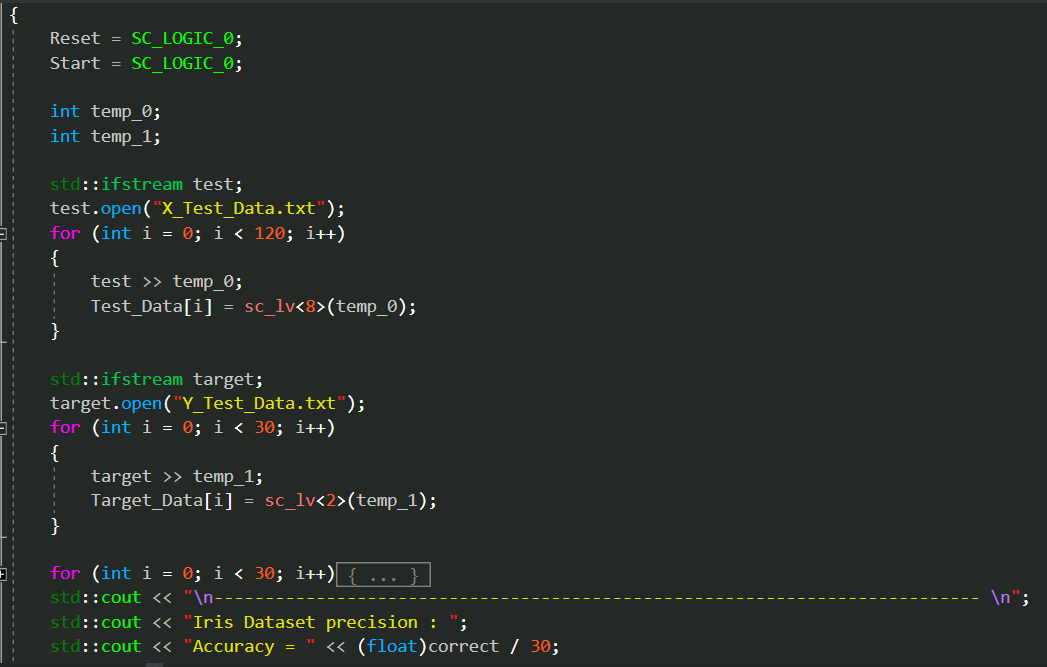 {
Reset = SC_LOGIC_0;
Start = SC_LOGIC_0;
int temp_0;
int temp_1;
std::ifstream test;
test.open("X_Test_Data.txt");
for (int i = 0; i < 120; i++)
{
test >> temp_0;
Test_Data[i] = sc_lv<8>(temp_0);
}
std::ifstream target;
target.open("Y_Test_Data.txt");
for (int i = 0; i < 30; i++)
{
target >> temp_1;
Target_Data[i] = sc_lv<2>(temp_1);
}
for (int i = 0; i < 30; i++){ ... }
std::cout << "\n--------------------------------------------------------------------------- \n";
std::cout << "Iris Dataset precision : ";
std::cout << "Accuracy = " << (float)correct / 30;